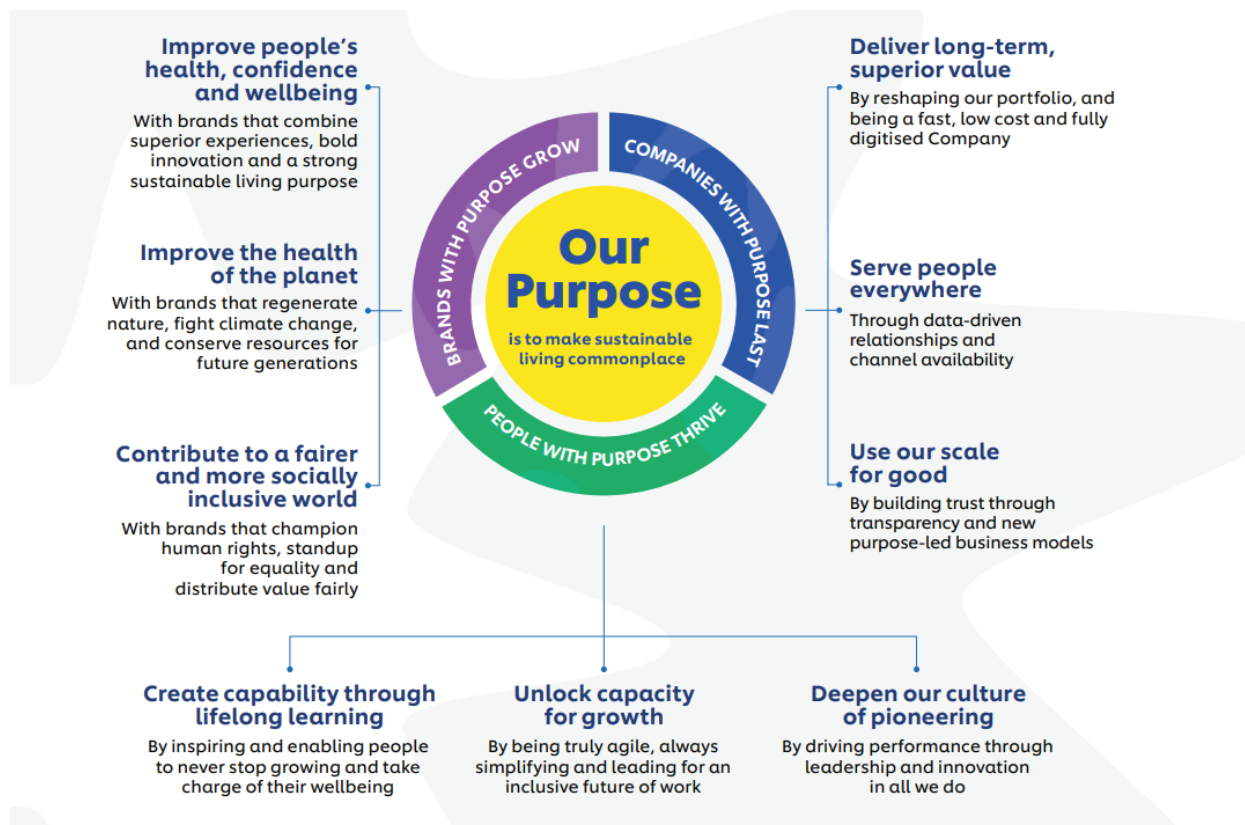 Improve people's
health, confidence
and wellbeing
With brands that combine
superior experiences, bold
innovation and a strong
sustainable living purpose
Improve the health
of the planet
With brands that regenerate
nature, fight climate change,
and conserve resources for
future generations
Contribute to a fairer
and more socially
inclusive world
With brands that champion
human rights, standup
for equality and
distribute value fairly
BRANDS WITH PURPOSE GROW
COMPANIES WITH PURPOSE LAST
PEOPLE WITH PURPOSE THRIVE
Our
Purpose
is to make sustainable
living commonplace
Deliver long-term,
superior value
By reshaping our portfolio, and
being a fast, low cost and fully
digitised Company
Serve people
everywhere
Through data-driven
relationships and
channel availability
Use our scale
for good
By building trust through
transparency and new
purpose-led business models
Create capability through
lifelong learning
By inspiring and enabling people
to never stop growing and take
charge of their wellbeing
Unlock capacity
for growth
By being truly agile, always
simplifying and leading for an
inclusive future of work
Deepen our culture
of pioneering
By driving performance through
leadership and innovation
in all we do